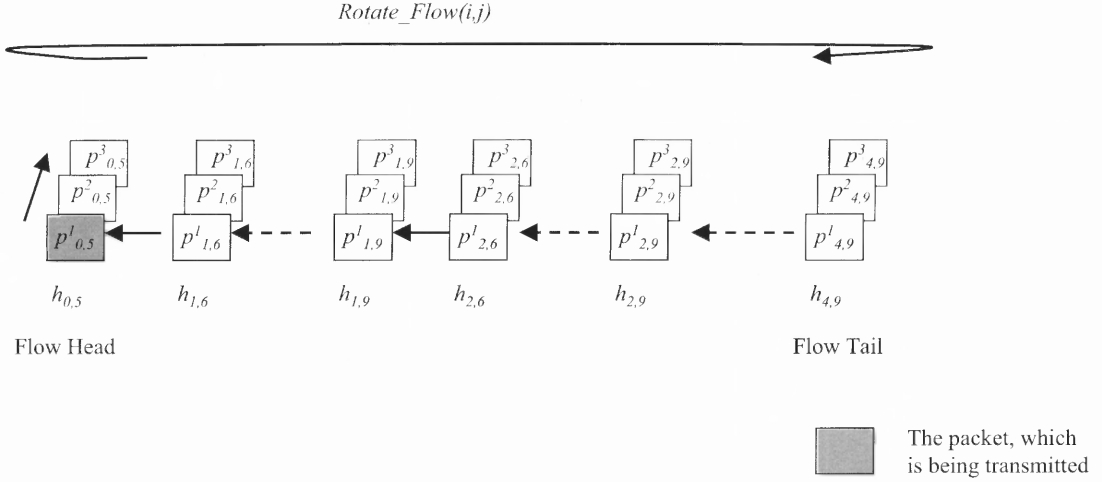 Rotate_Flow(i,j)
p³₀,₅ p³₁,₆ p³₁,₉ p³₂,₆ p³₂,₉ p³₄,₉
p²₀,₅ p²₁,₆ p²₁,₉ p²₂,₆ p²₂,₉ p²₄,₉
p¹₀,₅ p¹₁,₆ p¹₁,₉ p¹₂,₆ p¹₂,₉ p¹₄,₉
h₀,₅ h₁,₆ h₁,₉ h₂,₆ h₂,₉ h₄,₉
Flow Head Flow Tail
The packet, which
is being transmitted